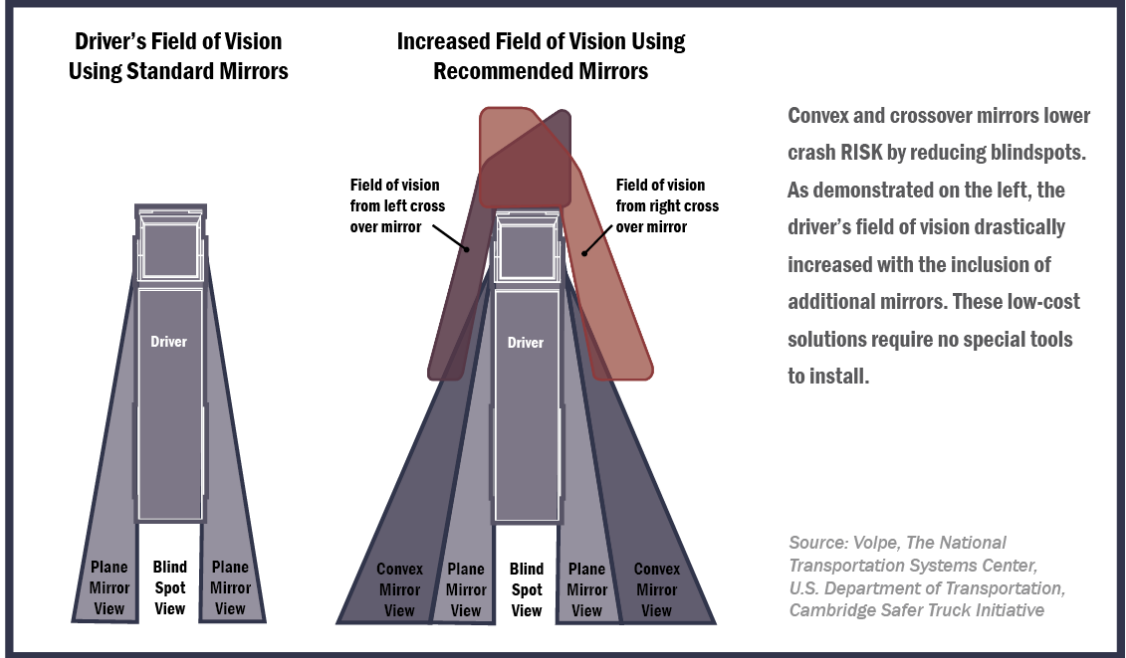 Driver's Field of Vision
Using Standard Mirrors
Increased Field of Vision Using
Recommended Mirrors
Field of vision
from left cross
over mirror
Field of vision
from right cross
over mirror
Driver
Driver
Plane
Mirror
View
Blind
Spot
View
Plane
Mirror
View
Convex
Mirror
View
Plane
Mirror
View
Blind
Spot
View
Plane
Mirror
View
Convex
Mirror
View
Convex and crossover mirrors lower
crash RISK by reducing blindspots.
As demonstrated on the left, the
driver's field of vision drastically
increased with the inclusion of
additional mirrors. These low-cost
solutions require no special tools
to install.
Source: Volpe, The National
Transportation Systems Center,
U.S. Department of Transportation,
Cambridge Safer Truck Initiative